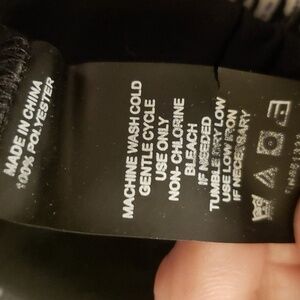 MADE IN CHINA
100% POLYESTER
MACHINE WASH COLD
GENTLE CYCLE
USE ONLY
NON-CHLORINE
BLEACH
IF NEEDED
TUMBLE DRY LOW
USE LOW IRON
IF NECESSARY